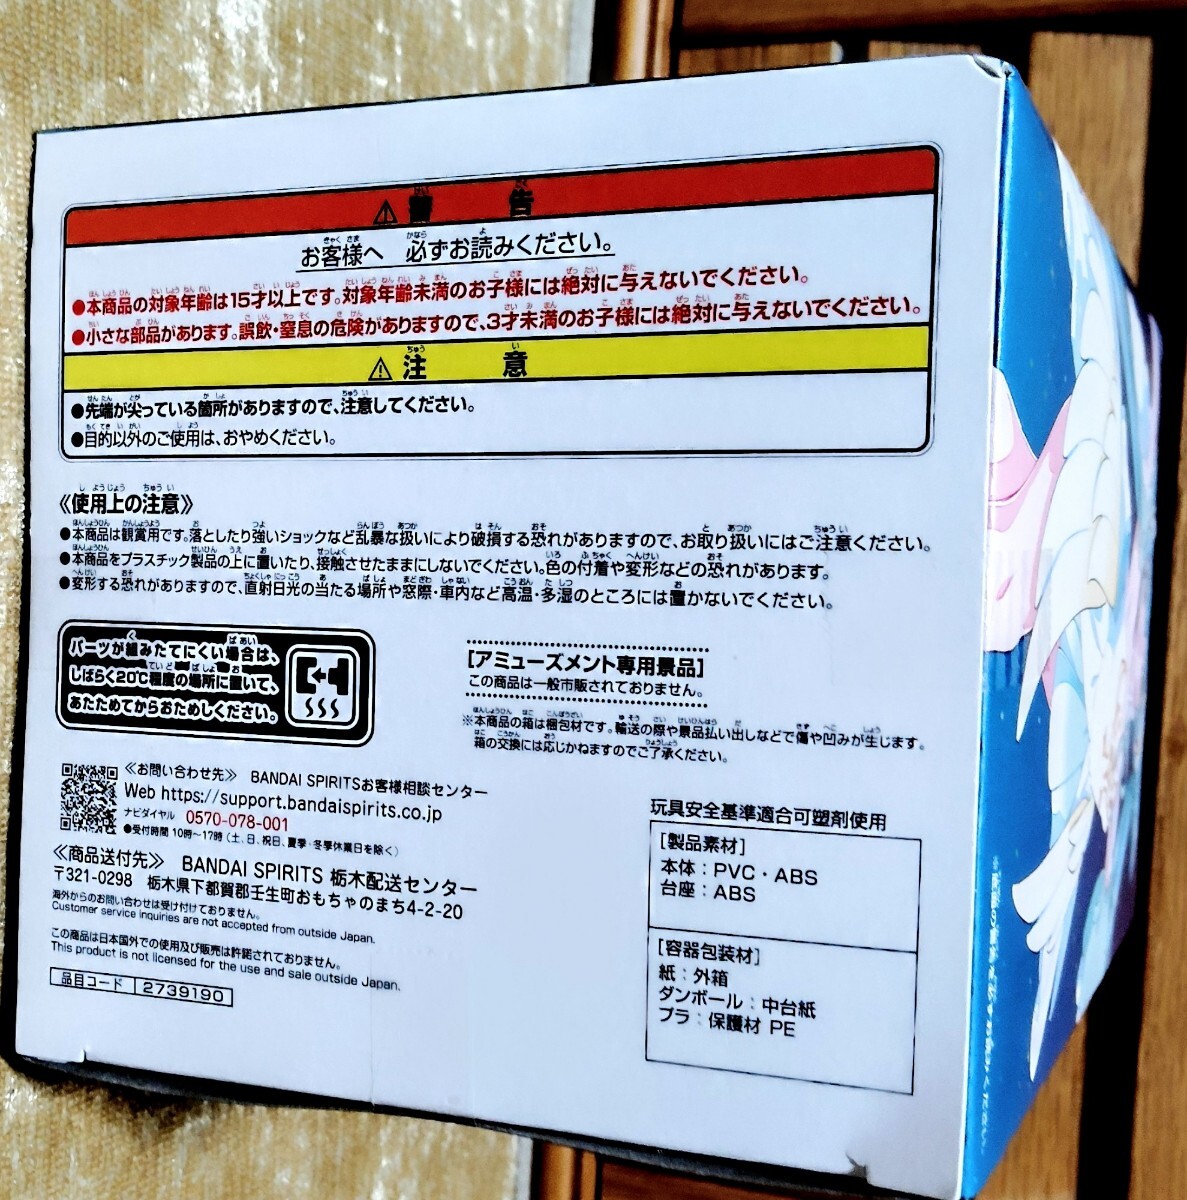 ⚠警告
お客様へ 必ずお読みください。
●本商品の対象年齢は15才以上です。対象年齢未満のお子様には絶対に与えないでください。
●小さな部品があります。誤飲・窒息の危険がありますので、3才未満のお子様には絶対に与えないでください。
⚠注意
●先端が尖っている箇所がありますので、注意してください。
●目的以外のご使用は、おやめください。
《使用上の注意》
●本商品は観賞用です。落としたり強いショックなど乱暴な扱いにより破損する恐れがありますので、お取り扱いにはご注意ください。
●本商品をプラスチック製品の上に置いたり、接触させたままにしないでください。色の付着や変形などの恐れがあります。
●変形する恐れがありますので、直射日光の当たる場所や窓際・車内など高温・多湿のところには置かないでください。
パーツが組みたてにくい場合は、
しばらく20℃程度の場所に置いて、
あたためてからおためしください。
[アミューズメント専用景品]
この商品は一般市販されておりません。
※本商品の箱は梱包材です。輸送の際や景品払い出しなどで傷や凹みが生じます。
箱の交換には応じかねますのでご了承ください。
《お問い合わせ先》 BANDAI SPIRITSお客様相談センター
Web https://support.bandaispirits.co.jp
ナビダイヤル 0570-078-001
●受付時間 10時〜17時(土、日、祝日、夏季・冬季休業日を除く)
《商品送付先》 BANDAI SPIRITS 栃木配送センター
〒321-0298 栃木県下都賀郡壬生町おもちゃのまち4-2-20
海外からのお問い合わせは受け付けておりません。
Customer service inquiries are not accepted from outside Japan.
この商品は日本国外での使用及び販売は許諾されておりません。
This product is not licensed for the use and sale outside Japan.
品目コード 2739190
玩具安全基準適合可塑剤使用
[製品素材]
本体：PVC・ABS
台座：ABS
[容器包装材]
紙：外箱
ダンボール：中台紙
プラ：保護材 PE